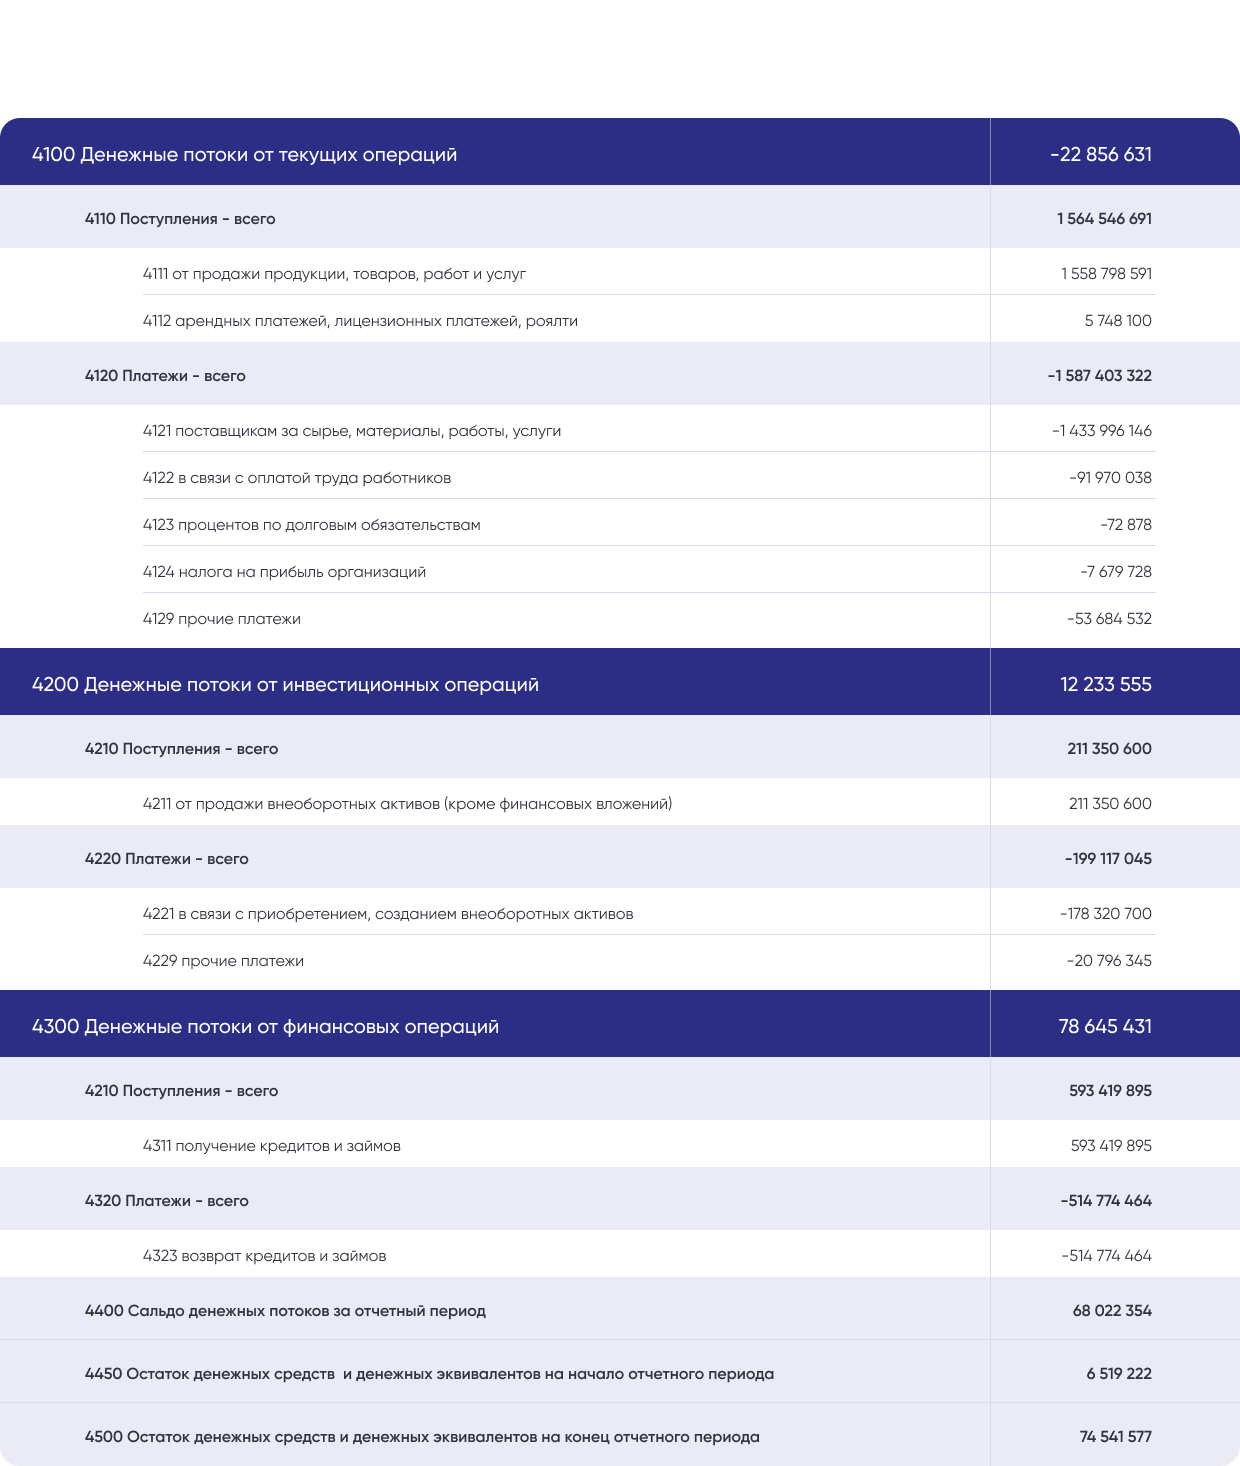 4100 Денежные потоки от текущих операций -22 856 631
4110 Поступления - всего 1 564 546 691
4111 от продажи продукции, товаров, работ и услуг 1 558 798 591
4112 арендных платежей, лицензионных платежей, роялти 5 748 100
4120 Платежи - всего -1 587 403 322
4121 поставщикам за сырье, материалы, работы, услуги -1 433 996 146
4122 в связи с оплатой труда работников -91 970 038
4123 процентов по долговым обязательствам -72 878
4124 налога на прибыль организаций -7 679 728
4129 прочие платежи -53 684 532
4200 Денежные потоки от инвестиционных операций 12 233 555
4210 Поступления - всего 211 350 600
4211 от продажи внеоборотных активов (кроме финансовых вложений) 211 350 600
4220 Платежи - всего -199 117 045
4221 в связи с приобретением, созданием внеоборотных активов -178 320 700
4229 прочие платежи -20 796 345
4300 Денежные потоки от финансовых операций 78 645 431
4210 Поступления - всего 593 419 895
4311 получение кредитов и займов 593 419 895
4320 Платежи - всего -514 774 464
4323 возврат кредитов и займов -514 774 464
4400 Сальдо денежных потоков за отчетный период 68 022 354
4450 Остаток денежных средств  и денежных эквивалентов на начало отчетного периода 6 519 222
4500 Остаток денежных средств и денежных эквивалентов на конец отчетного периода 74 541 577